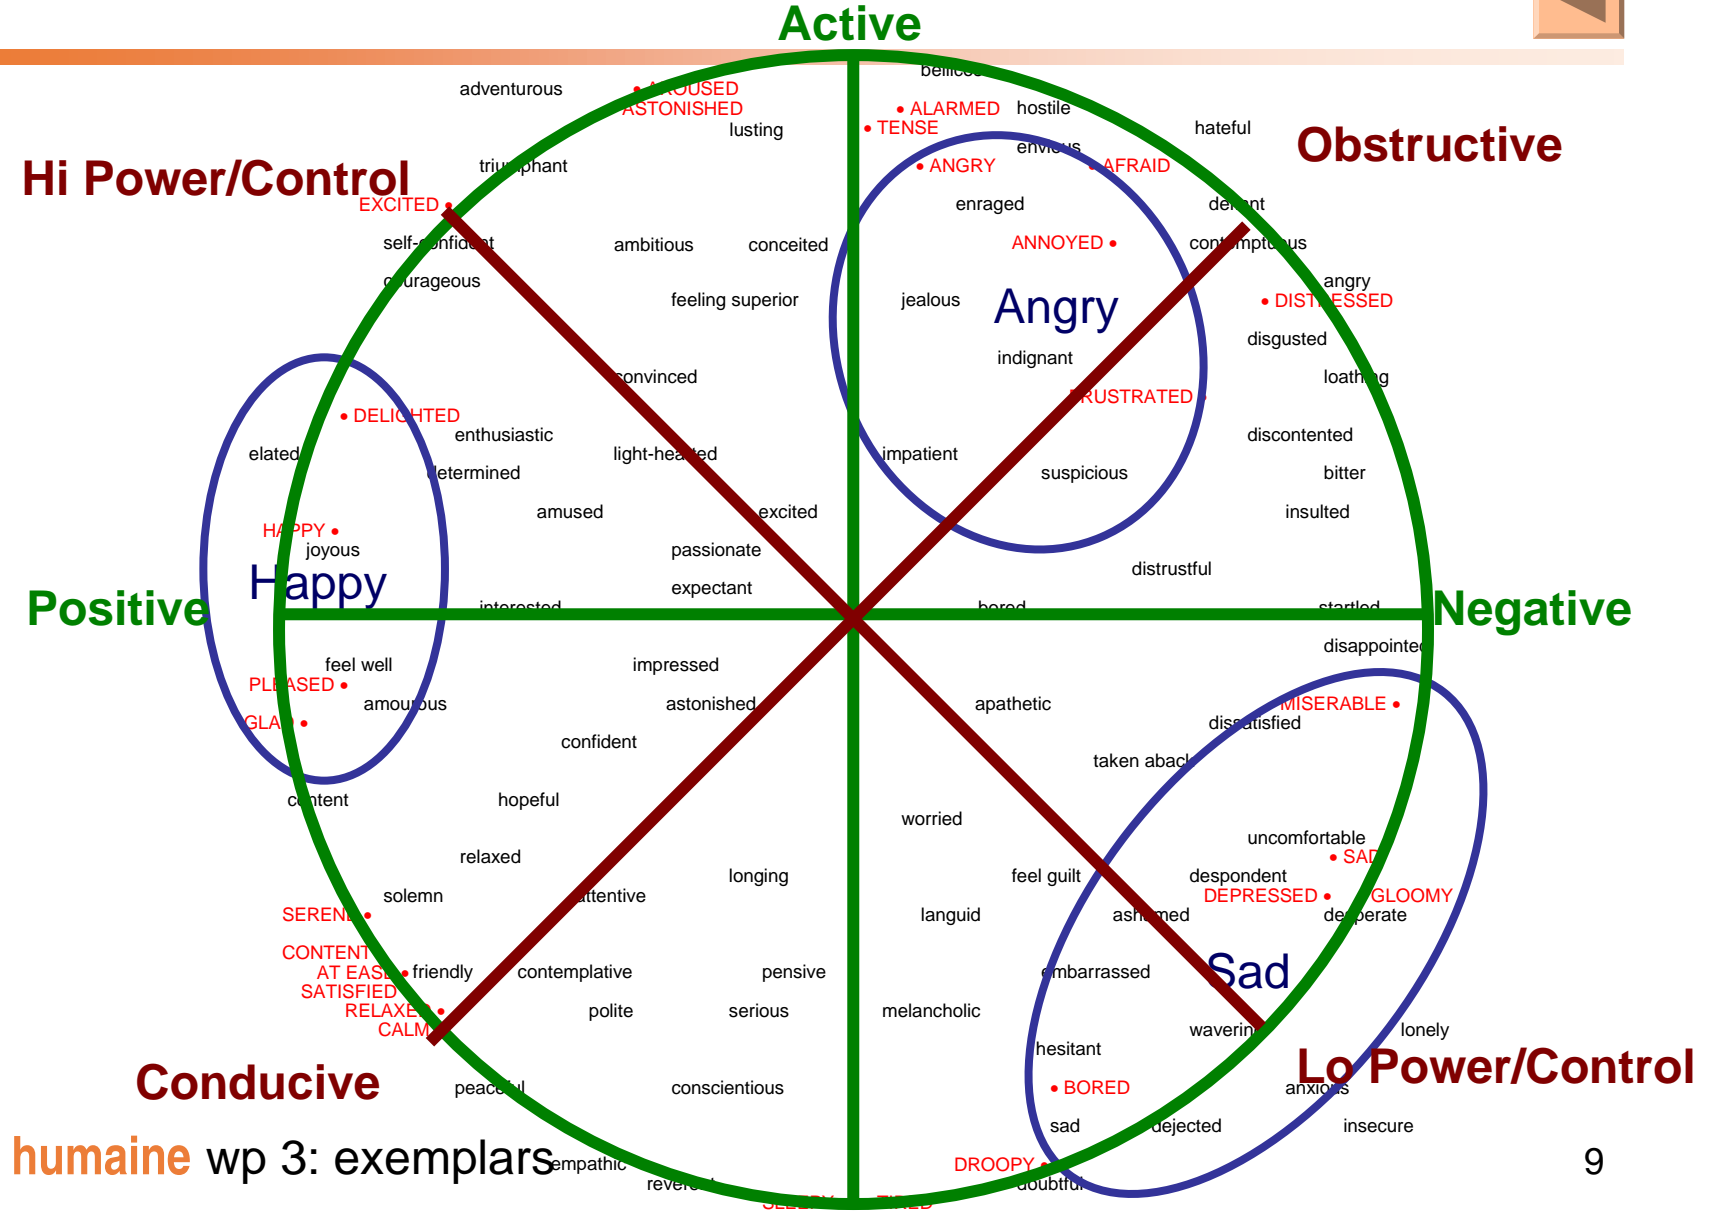 Active
bellicose
adventurous
• AROUSED
ASTONISHED
• ALARMED
hostile
lusting
• TENSE
hateful
Obstructive
envious
triumphant
• ANGRY
• AFRAID
Hi Power/Control
EXCITED •
enraged
defiant
self-confident
ambitious
conceited
ANNOYED •
contemptuous
courageous
angry
feeling superior
jealous
Angry
• DISTRESSED
disgusted
indignant
convinced
loathing
FRUSTRATED •
• DELIGHTED
enthusiastic
discontented
elated
light-hearted
impatient
determined
suspicious
bitter
amused
excited
insulted
HAPPY •
joyous
passionate
distrustful
Happy
expectant
Positive
interested
bored
startled
Negative
disappointed
feel well
impressed
PLEASED •
amourous
astonished
apathetic
MISERABLE •
GLAD •
dissatisfied
confident
taken aback
content
hopeful
worried
uncomfortable
relaxed
• SAD
longing
feel guilt
despondent
solemn
attentive
DEPRESSED •
GLOOMY
SERENE •
languid
ashamed
desperate
CONTENT
AT EASE •
friendly
contemplative
pensive
embarrassed
Sad
SATISFIED
RELAXED •
polite
serious
melancholic
CALM
wavering
lonely
hesitant
Lo Power/Control
Conducive
peaceful
conscientious
• BORED
anxious
sad
dejected
insecure
humaine wp 3: exemplars
empathic
DROOPY •
9
reverent
doubtful
SLEEPY
TIRED